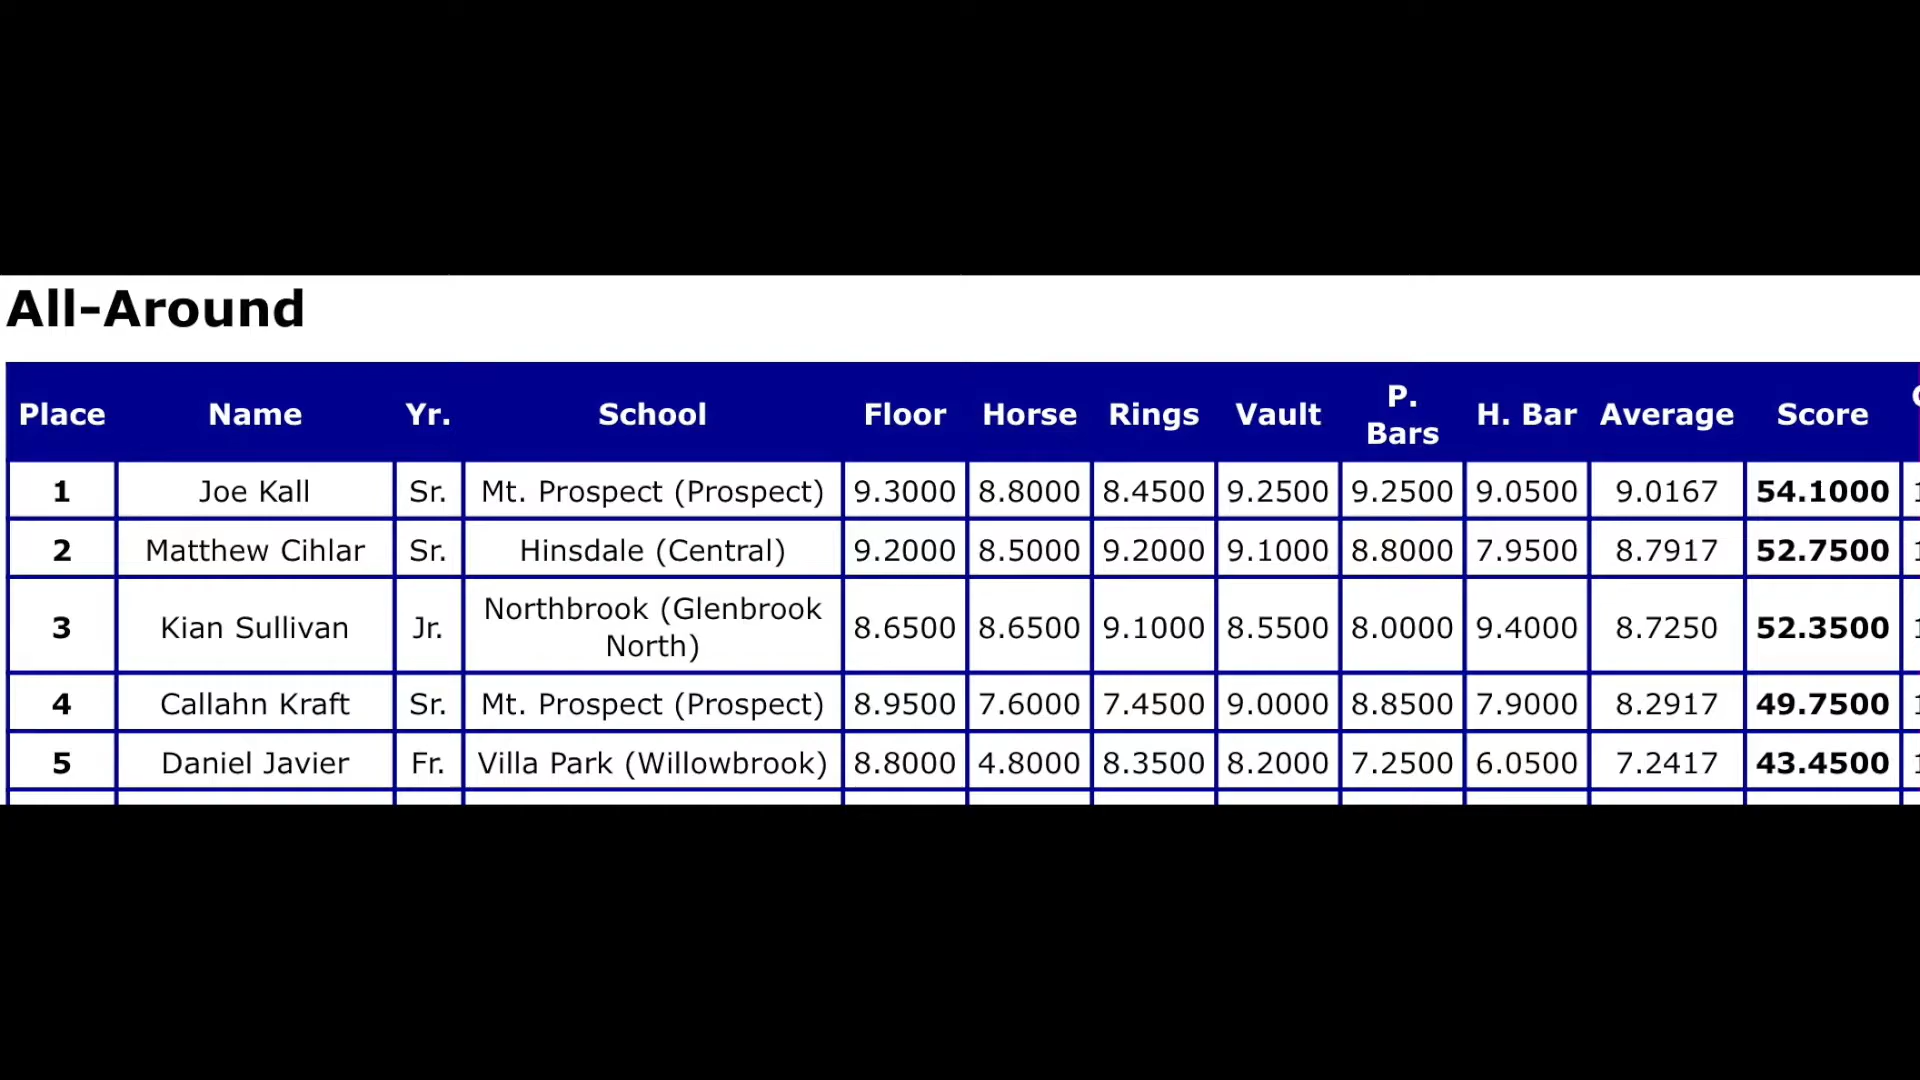 All-Around
Place Name Yr. School Floor Horse Rings Vault P. Bars H. Bar Average Score
1 Joe Kall Sr. Mt. Prospect (Prospect) 9.3000 8.8000 8.4500 9.2500 9.2500 9.0500 9.0167 54.1000
2 Matthew Cihlar Sr. Hinsdale (Central) 9.2000 8.5000 9.2000 9.1000 8.8000 7.9500 8.7917 52.7500
3 Kian Sullivan Jr. Northbrook (Glenbrook North) 8.6500 8.6500 9.1000 8.5500 8.0000 9.4000 8.7250 52.3500
4 Callahn Kraft Sr. Mt. Prospect (Prospect) 8.9500 7.6000 7.4500 9.0000 8.8500 7.9000 8.2917 49.7500
5 Daniel Javier Fr. Villa Park (Willowbrook) 8.8000 4.8000 8.3500 8.2000 7.2500 6.0500 7.2417 43.4500